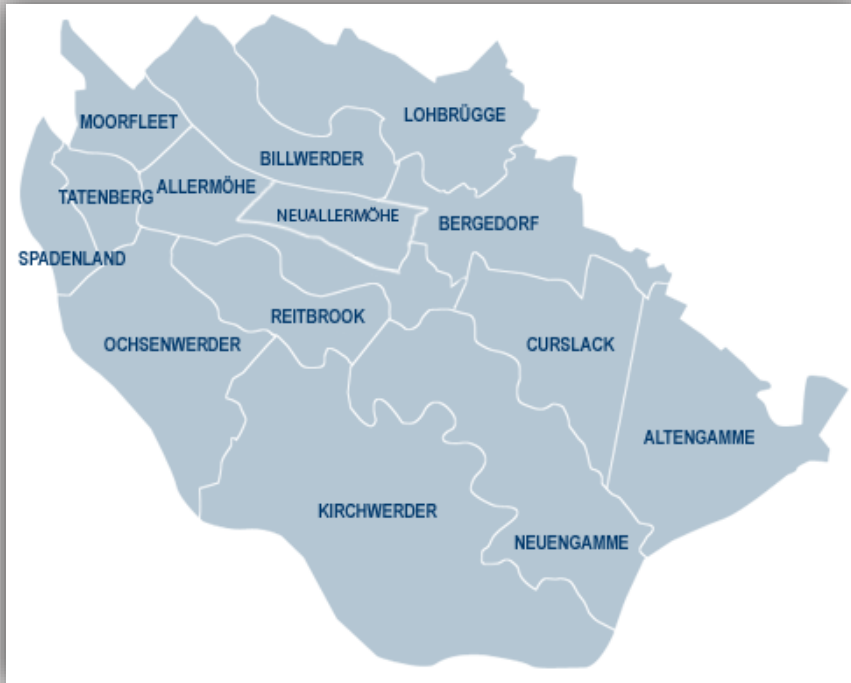 LOHBRÜGGE
MOORFLEET
BILLWERDER
ALLERMÖHE
TATENBERG
NEUALLERMÖHE
BERGEDORF
SPADENLAND
REITBROOK
OCHSENWERDER
CURSLACK
ALTENGAMME
KIRCHWERDER
NEUENGAMME